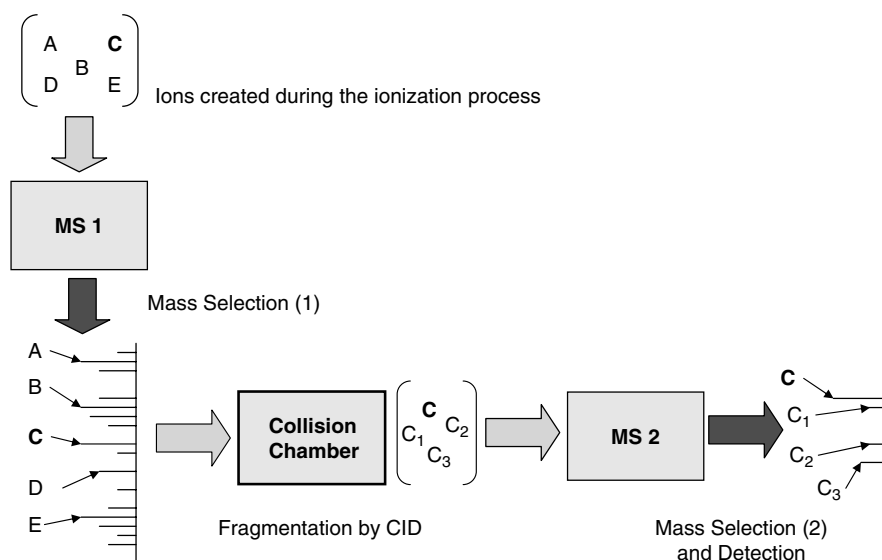 A C
B
D E
Ions created during the ionization process
MS 1
Mass Selection (1)
A
B
C
D
E
Collision
Chamber
C
C1 C2
C3
Fragmentation by CID
MS 2
C
C1
C2
C3
Mass Selection (2)
and Detection